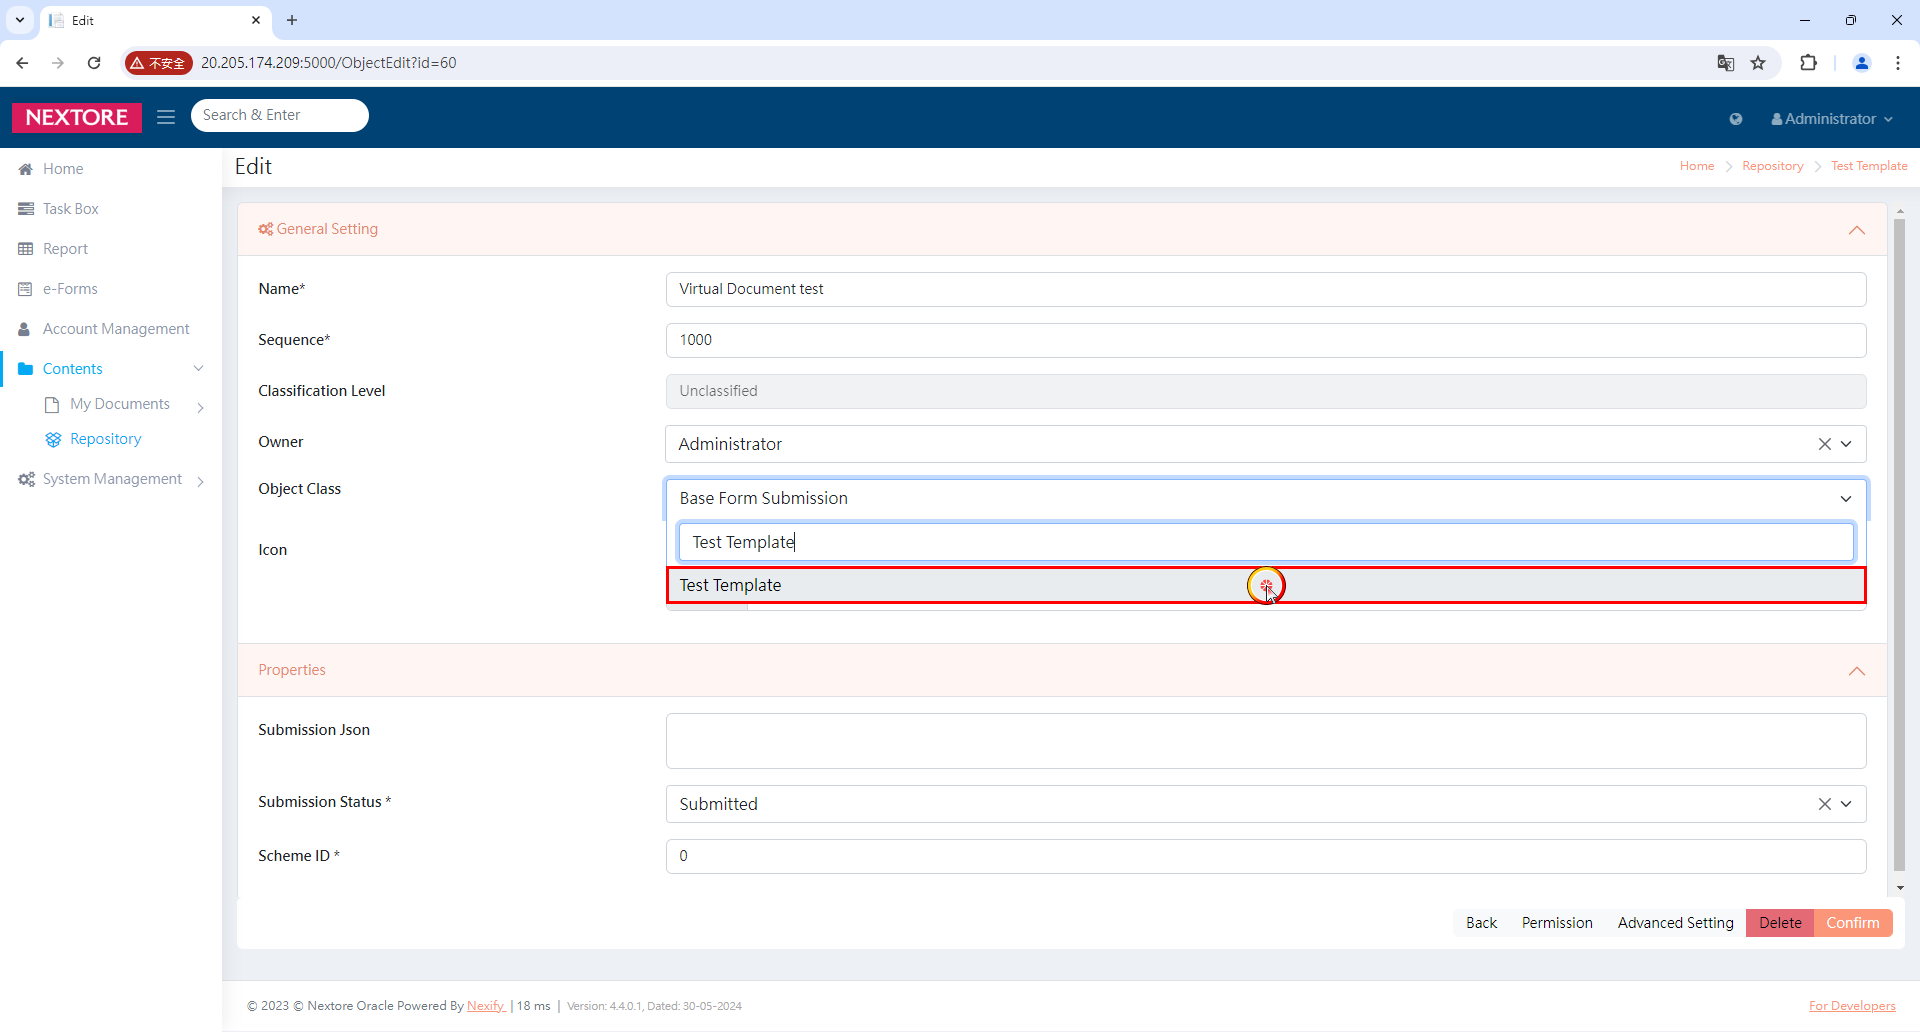 Edit
不安全
20.205.174.209:5000/ObjectEdit?id=60
NEXTORE
Search & Enter
Administrator
Home
Task Box
Report
e-Forms
Account Management
Contents
My Documents
Repository
System Management
Edit
Home
Repository
Test Template
General Setting
Name*
Virtual Document test
Sequence*
1000
Classification Level
Unclassified
Owner
Administrator
Object Class
Base Form Submission
Test Template
Icon
Test Template
Properties
Submission Json
Submission Status *
Submitted
Scheme ID *
0
Back
Permission
Advanced Setting
Delete
Confirm
© 2023 © Nextore Oracle Powered By Nexify | 18 ms | Version: 4.4.0.1, Dated: 30-05-2024
For Developers